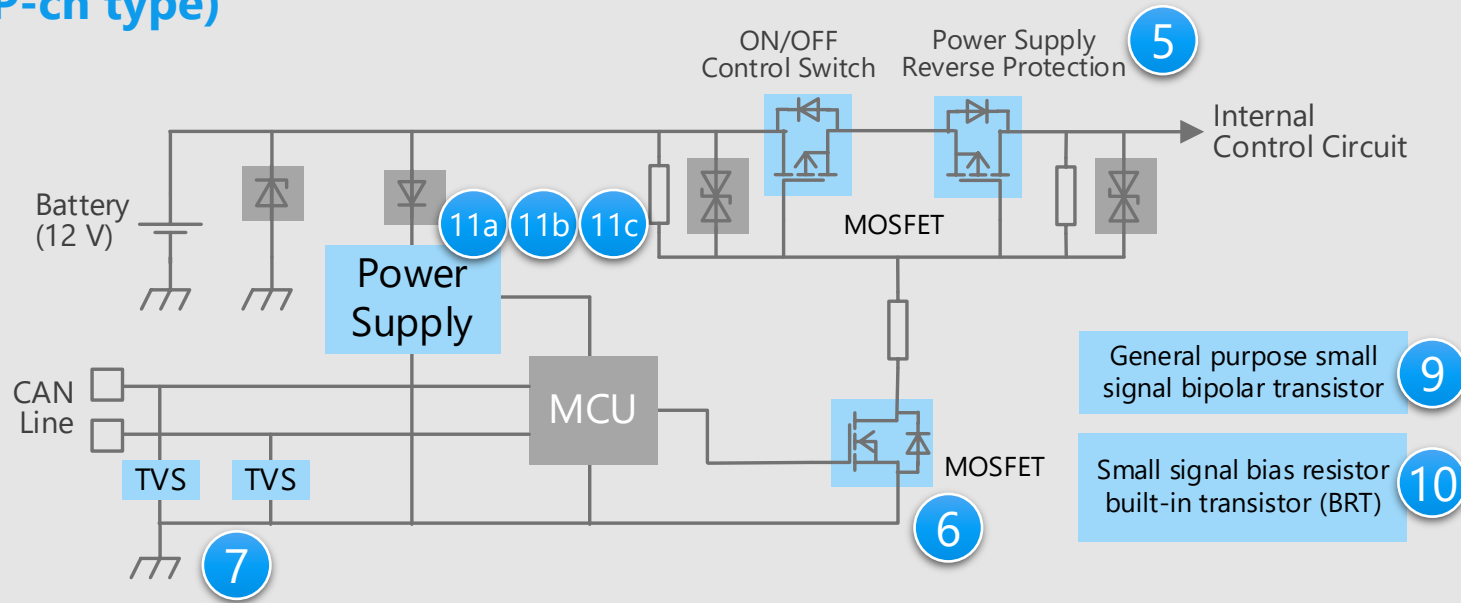 P-ch type)
ON/OFF
Control Switch
Power Supply
Reverse Protection
5
Internal
Control Circuit
Battery
(12 V)
11a
11b
11c
MOSFET
Power
Supply
CAN
Line
MCU
General purpose small
signal bipolar transistor
9
TVS
TVS
MOSFET
Small signal bias resistor
built-in transistor (BRT)
10
6
7